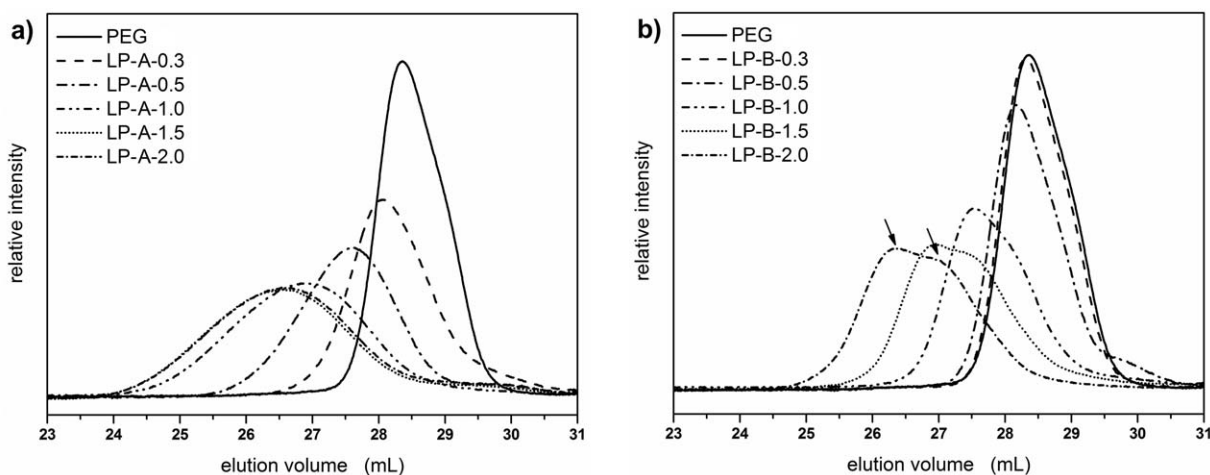 a)
PEG
LP-A-0.3
LP-A-0.5
LP-A-1.0
LP-A-1.5
LP-A-2.0
relative intensity
23 24 25 26 27 28 29 30 31
elution volume (mL)
b)
PEG
LP-B-0.3
LP-B-0.5
LP-B-1.0
LP-B-1.5
LP-B-2.0
relative intensity
23 24 25 26 27 28 29 30 31
elution volume (mL)